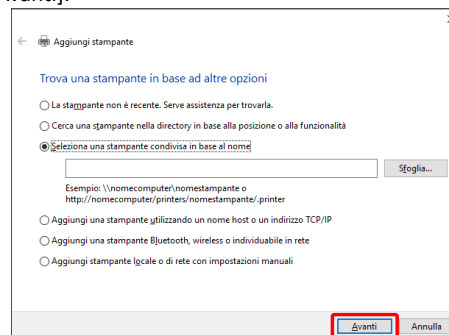 Aggiungi stampante
Trova una stampante in base ad altre opzioni
La stampante non è recente. Serve assistenza per trovarla.
Cerca una stampante nella directory in base alla posizione o alla funzionalità
Seleziona una stampante condivisa in base al nome
Sfoglia...
Esempio: \\nomecomputer\nomestampante o
http://nomecomputer/printers/nomestampante/.printer
Aggiungi una stampante utilizzando un nome host o un indirizzo TCP/IP
Aggiungi una stampante Bluetooth, wireless o individuabile in rete
Aggiungi stampante locale o di rete con impostazioni manuali
Avanti Annulla